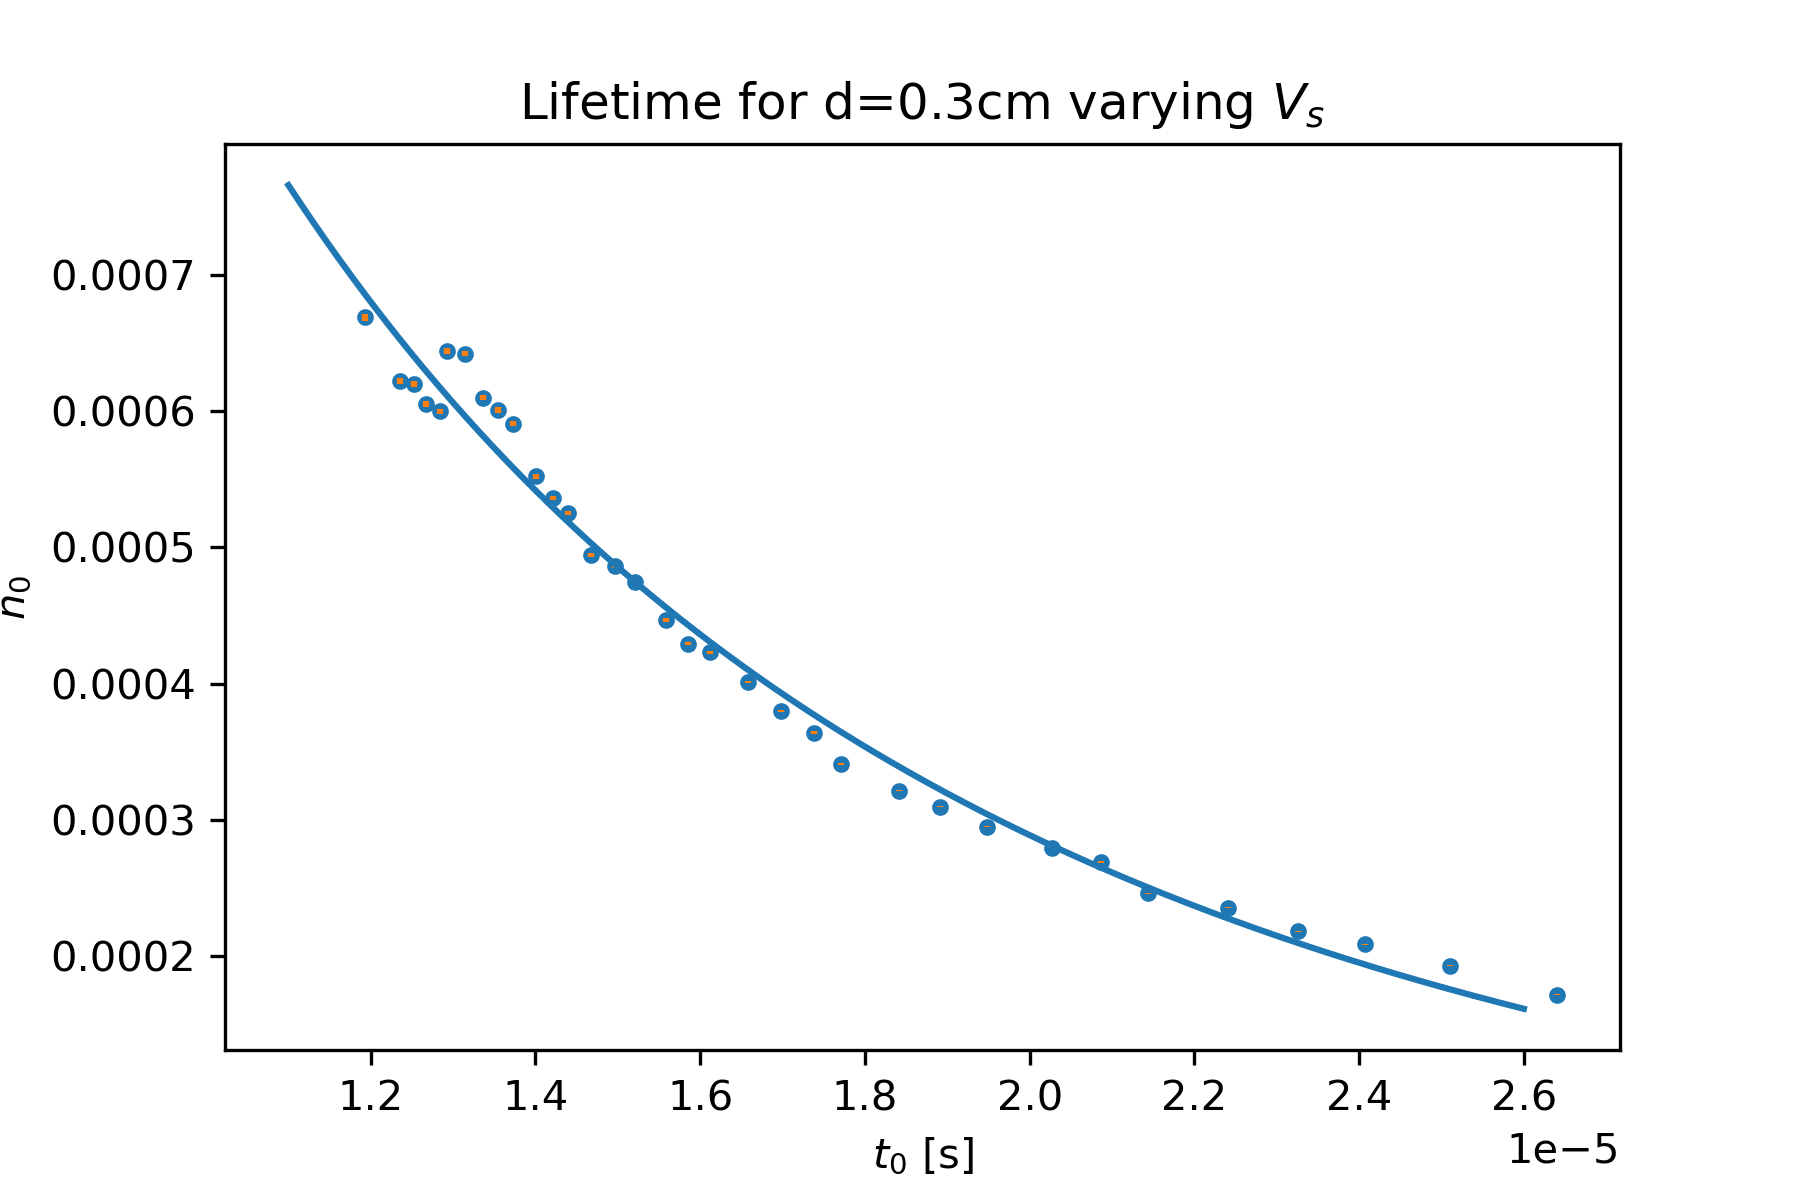 Lifetime for d=0.3cm varying $V_s$
0.0007
0.0006
0.0005
0.0004
0.0003
0.0002
$n_0$
1.2 1.4 1.6 1.8 2.0 2.2 2.4 2.6
1e−5
$t_0$ [s]